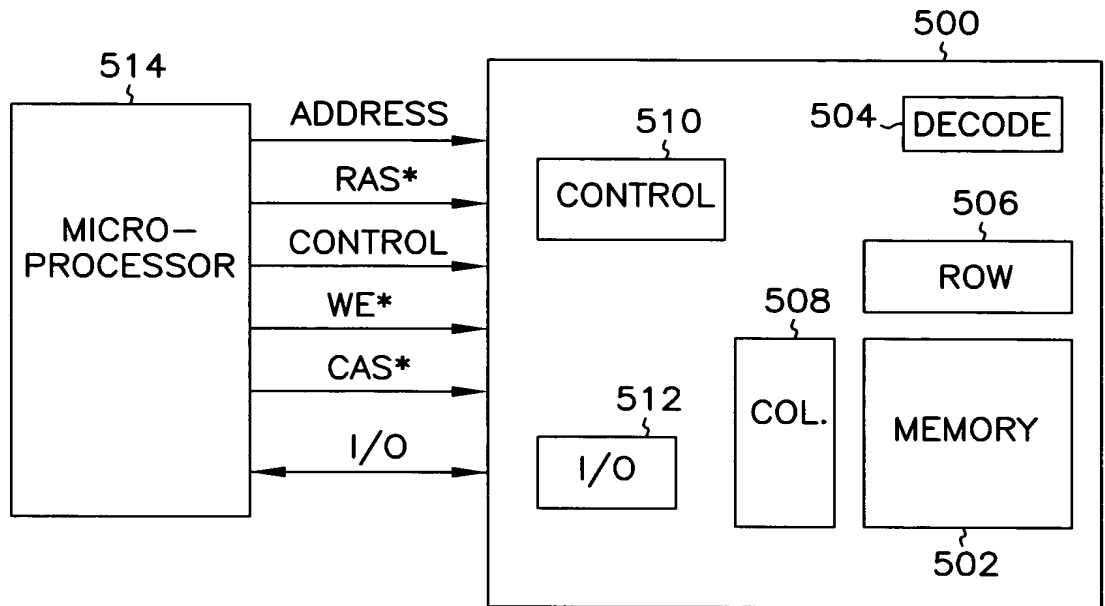 500
514
504
DECODE
ADDRESS
510
RAS*
CONTROL
506
MICRO–
PROCESSOR
CONTROL
ROW
WE*
508
CAS*
512
COL.
MEMORY
I/O
I/O
502